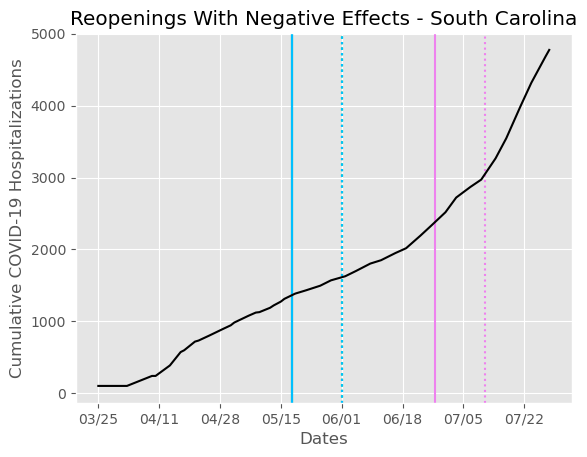 Reopenings With Negative Effects - South Carolina
Cumulative COVID-19 Hospitalizations
5000
4000
3000
2000
1000
0
03/25 04/11 04/28 05/15 06/01 06/18 07/05 07/22
Dates